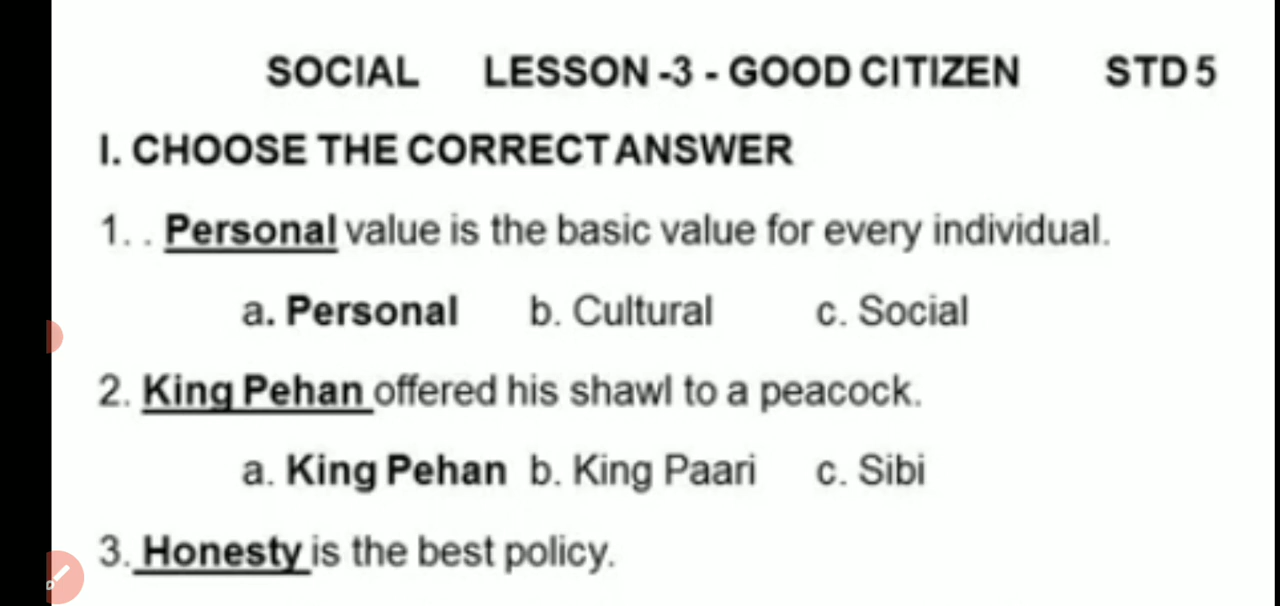 SOCIAL LESSON -3 - GOOD CITIZEN STD 5
I. CHOOSE THE CORRECT ANSWER
1. . Personal value is the basic value for every individual.
a. Personal b. Cultural c. Social
2. King Pehan offered his shawl to a peacock.
a. King Pehan b. King Paari c. Sibi
3. Honesty is the best policy.